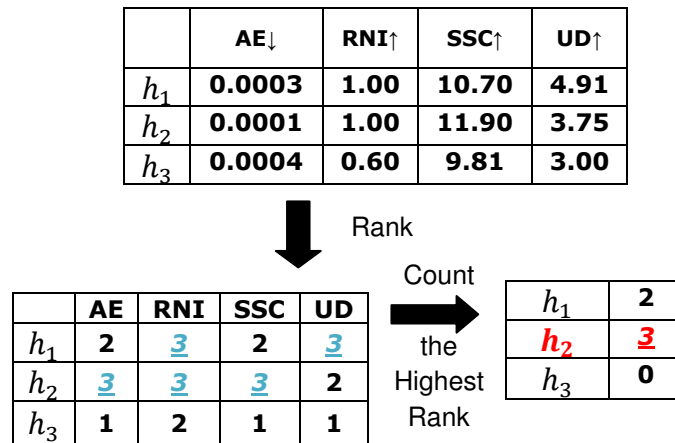 AE↓ RNI↑ SSC↑ UD↑
h₁ 0.0003 1.00 10.70 4.91
h₂ 0.0001 1.00 11.90 3.75
h₃ 0.0004 0.60 9.81 3.00
Rank
AE RNI SSC UD
h₁ 2 3 2 3
h₂ 3 3 3 2
h₃ 1 2 1 1
Count
the
Highest
Rank
h₁ 2
h₂ 3
h₃ 0